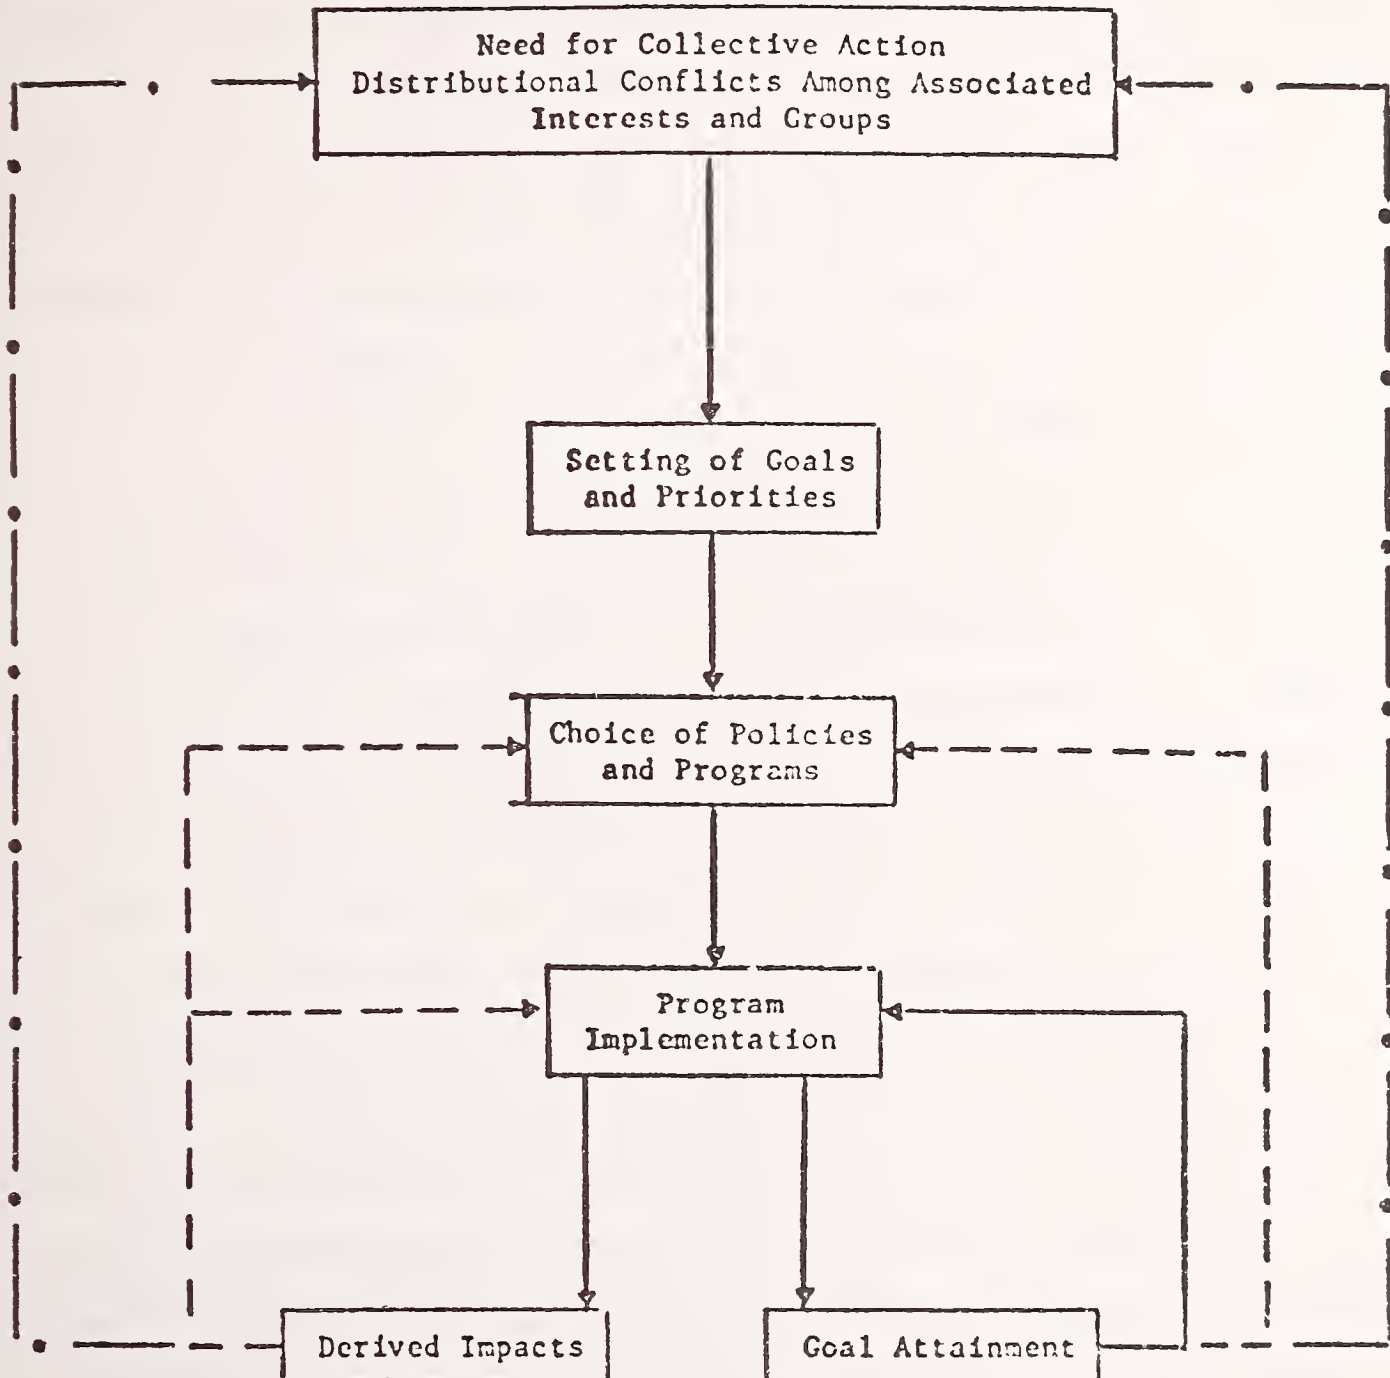 Need for Collective Action
Distributional Conflicts Among Associated
Interests and Groups
Setting of Goals
and Priorities
Choice of Policies
and Programs
Program
Implementation
Derived Impacts
Goal Attainment